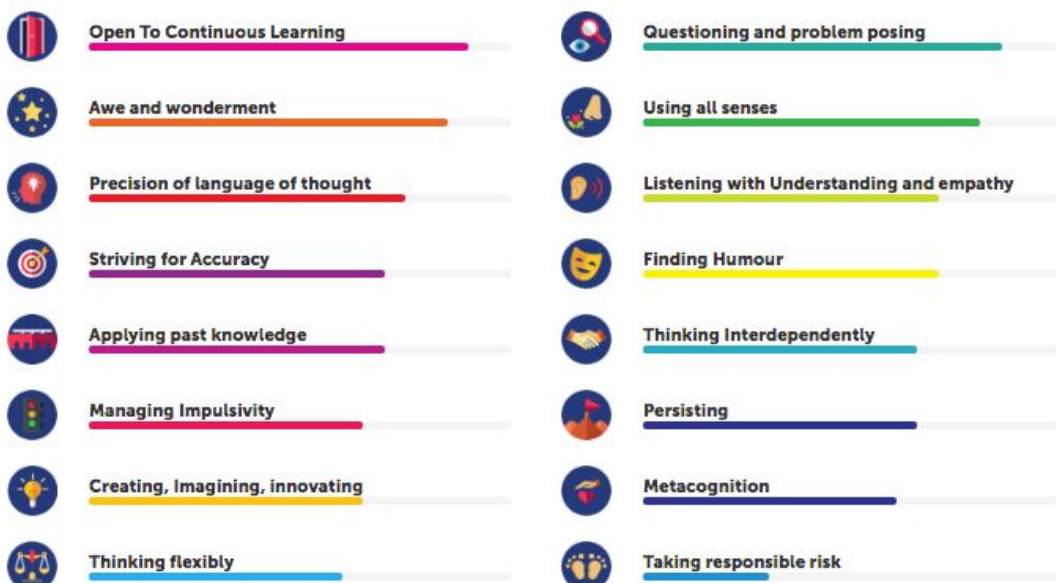 Open To Continuous Learning
Questioning and problem posing
Awe and wonderment
Using all senses
Precision of language of thought
Listening with Understanding and empathy
Striving for Accuracy
Finding Humour
Applying past knowledge
Thinking Interdependently
Managing Impulsivity
Persisting
Creating, Imagining, innovating
Metacognition
Thinking flexibly
Taking responsible risk